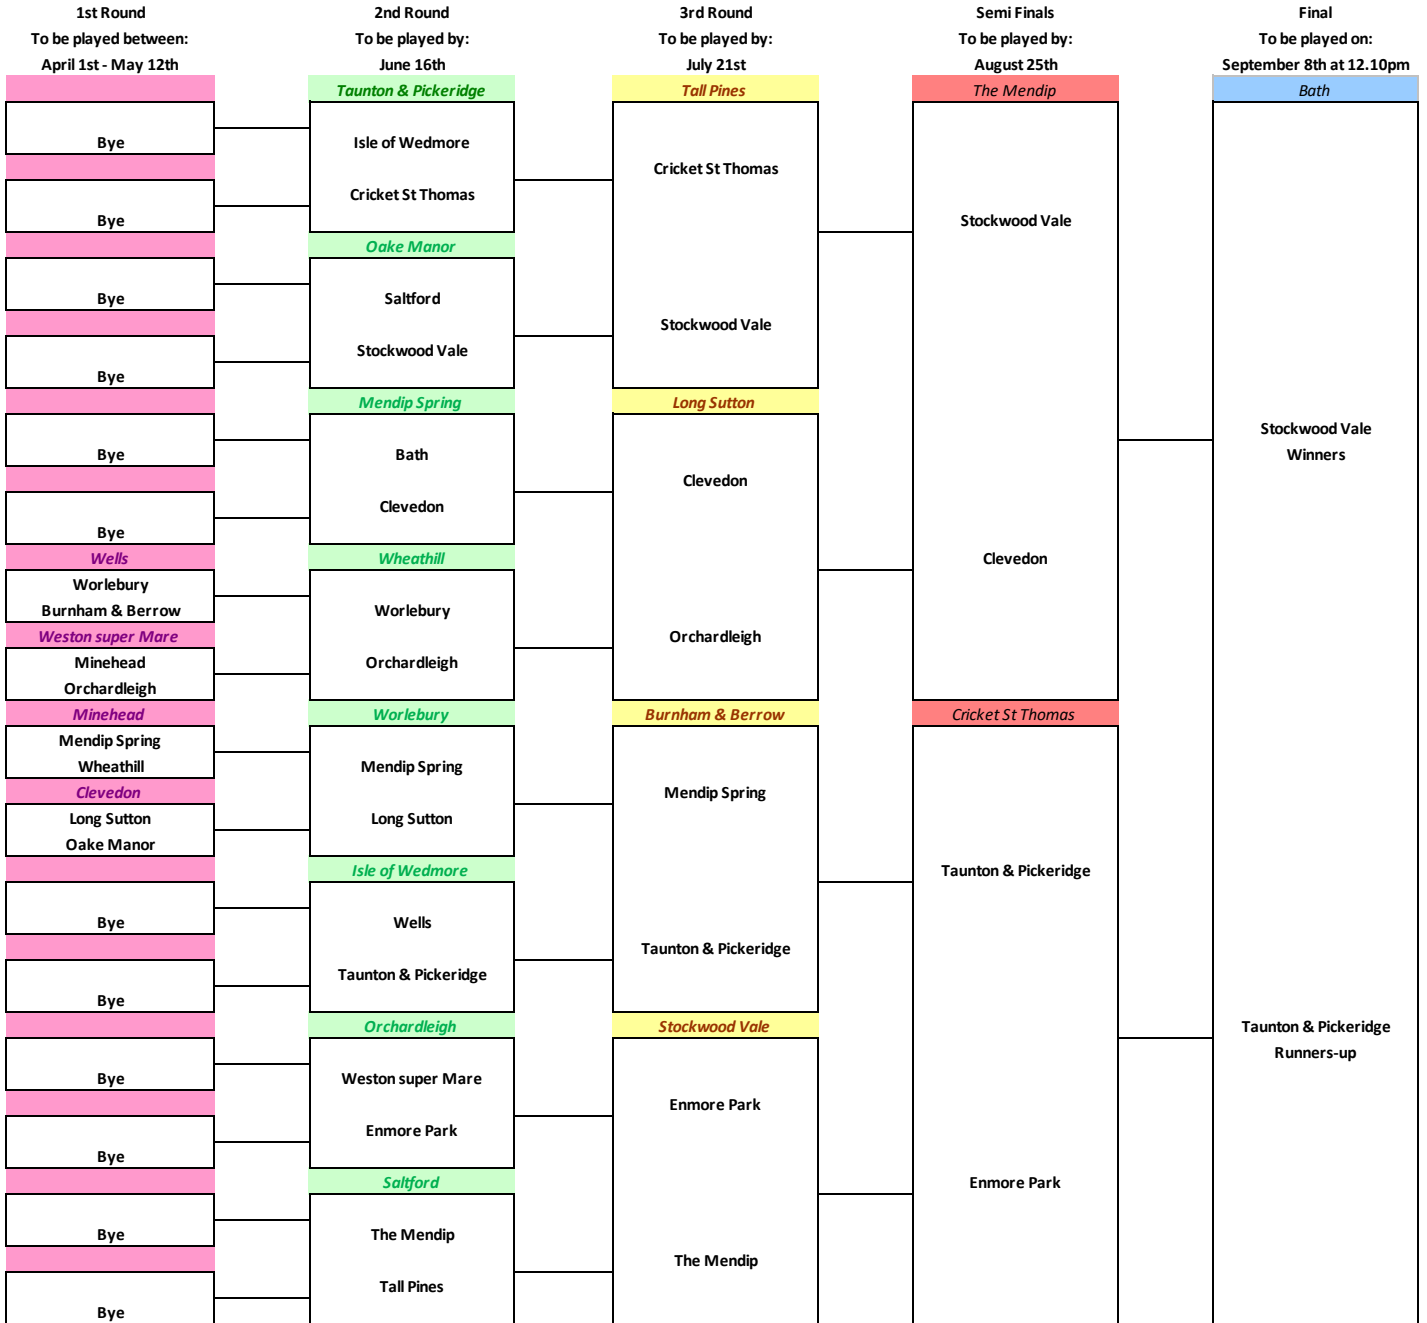 1st Round
To be played between:
April 1st - May 12th
Bye
Bye
Bye
Bye
Bye
Bye
Wells
Worlebury
Burnham & Berrow
Weston super Mare
Minehead
Orchardleigh
Minehead
Mendip Spring
Wheathill
Clevedon
Long Sutton
Oake Manor
Bye
Bye
Bye
Bye
Bye
Bye
2nd Round
To be played by:
June 16th
Taunton & Pickeridge
Isle of Wedmore
Cricket St Thomas
Oake Manor
Saltford
Stockwood Vale
Mendip Spring
Bath
Clevedon
Wheathill
Worlebury
Orchardleigh
Worlebury
Mendip Spring
Long Sutton
Isle of Wedmore
Wells
Taunton & Pickeridge
Orchardleigh
Weston super Mare
Enmore Park
Saltford
The Mendip
Tall Pines
3rd Round
To be played by:
July 21st
Tall Pines
Cricket St Thomas
Stockwood Vale
Long Sutton
Clevedon
Orchardleigh
Burnham & Berrow
Mendip Spring
Taunton & Pickeridge
Stockwood Vale
Enmore Park
The Mendip
Semi Finals
To be played by:
August 25th
The Mendip
Stockwood Vale
Clevedon
Cricket St Thomas
Taunton & Pickeridge
Enmore Park
Final
To be played on:
September 8th at 12.10pm
Bath
Stockwood Vale
Winners
Taunton & Pickeridge
Runners-up